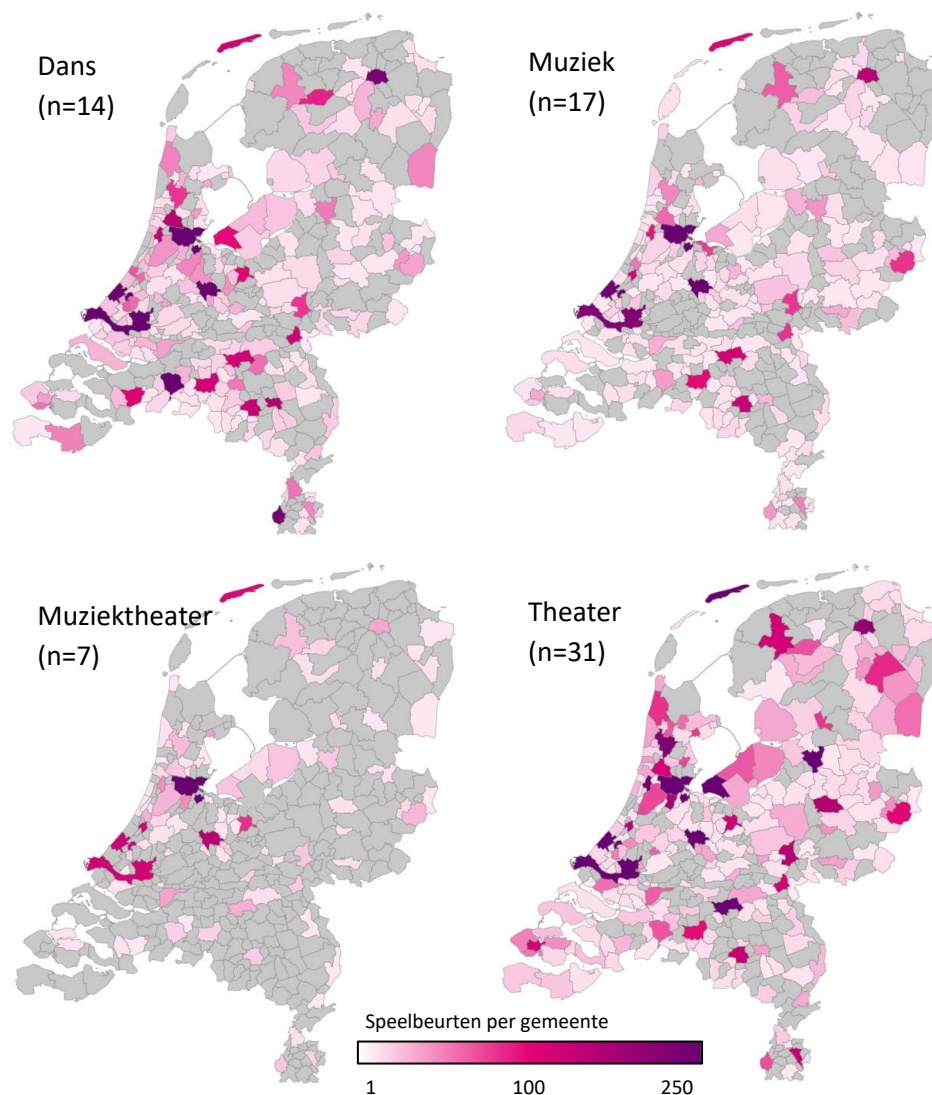 Dans
(n=14)
Muziek
(n=17)
Muziektheater
(n=7)
Theater
(n=31)
Speelbeurten per gemeente
1 100 250